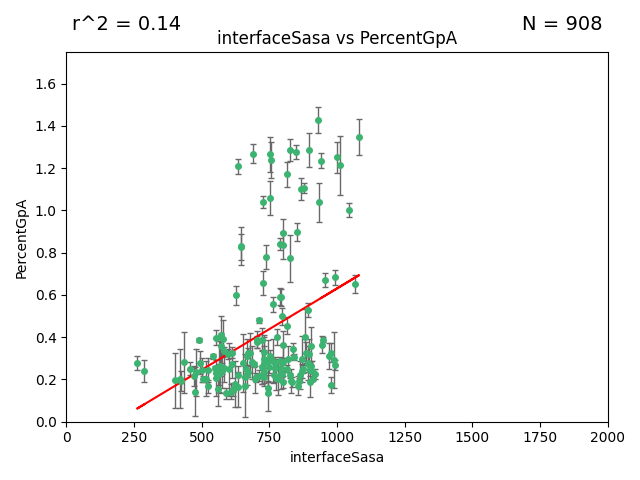 r^2 = 0.14
N = 908
interfaceSasa vs PercentGpA
1.6
1.4
1.2
1.0
0.8
0.6
0.4
0.2
0.0
PercentGpA
0 250 500 750 1000 1250 1500 1750 2000
interfaceSasa